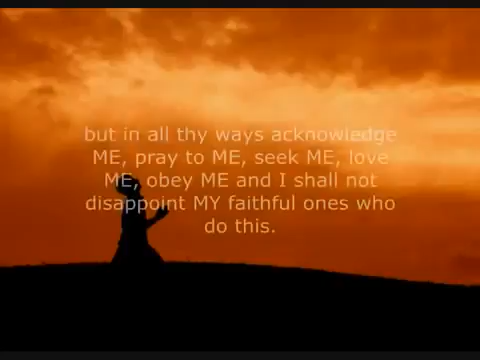 but in all thy ways acknowledge
ME, pray to ME, seek ME, love
ME, obey ME and I shall not
disappoint MY faithful ones who
do this.